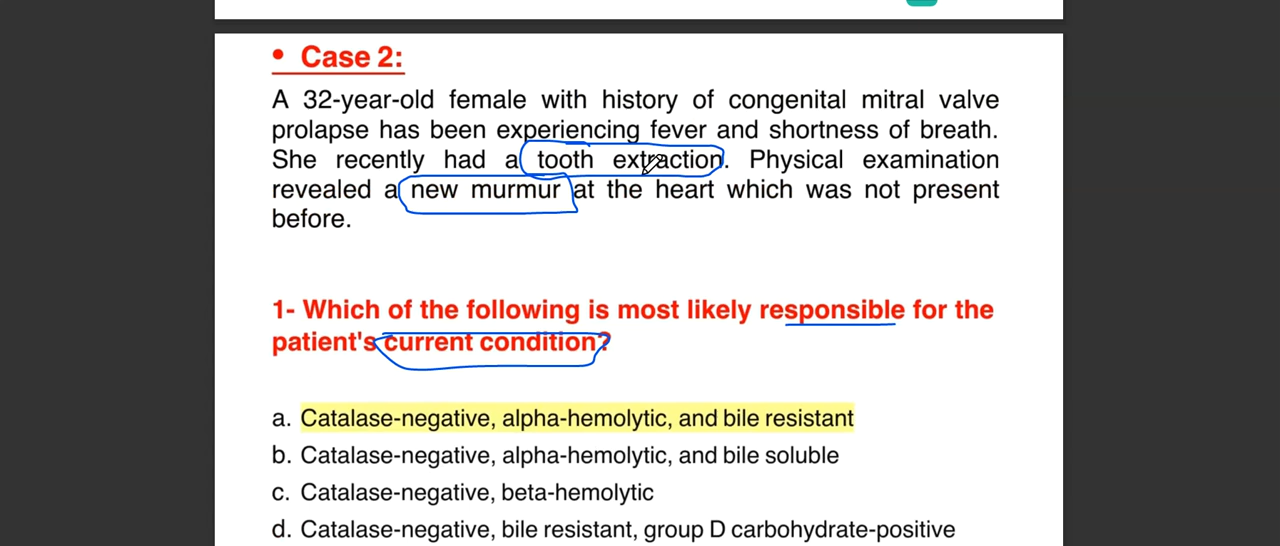 • Case 2:
A 32-year-old female with history of congenital mitral valve
prolapse has been experiencing fever and shortness of breath.
She recently had a tooth extraction. Physical examination
revealed a new murmur at the heart which was not present
before.
1- Which of the following is most likely responsible for the
patient's current condition?
a. Catalase-negative, alpha-hemolytic, and bile resistant
b. Catalase-negative, alpha-hemolytic, and bile soluble
c. Catalase-negative, beta-hemolytic
d. Catalase-negative, bile resistant, group D carbohydrate-positive